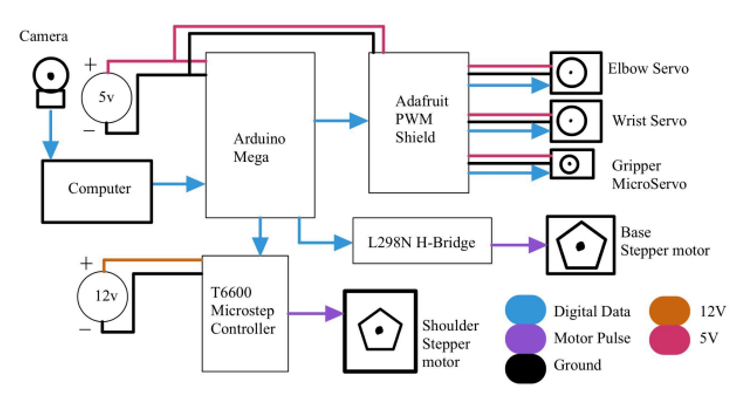 Camera
+
5v
−
Computer
Arduino
Mega
Adafruit
PWM
Shield
Elbow Servo
Wrist Servo
Gripper
MicroServo
L298N H-Bridge
Base
Stepper motor
+
12v
−
T6600
Microstep
Controller
Shoulder
Stepper
motor
Digital Data
Motor Pulse
Ground
12V
5V